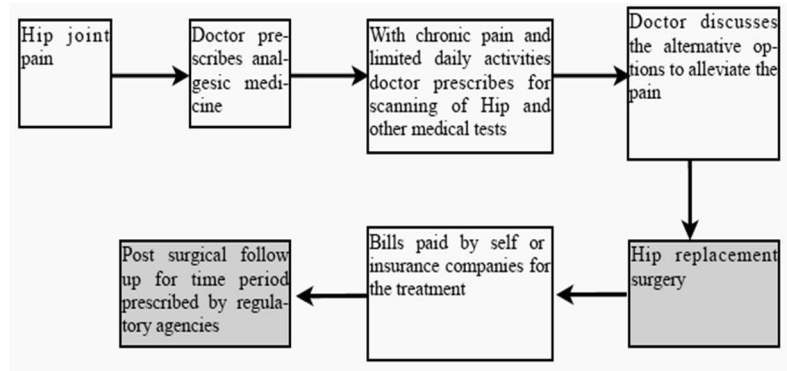 Hip joint
pain
Doctor pre-
scribes anal-
gesic medi-
cine
With chronic pain and
limited daily activities
doctor prescribes for
scanning of Hip and
other medical tests
Doctor discusses
the alternative op-
tions to alleviate the
pain
Hip replacement
surgery
Bills paid by self or
insurance companies for
the treatment
Post surgical follow
up for time period
prescribed by regula-
tory agencies